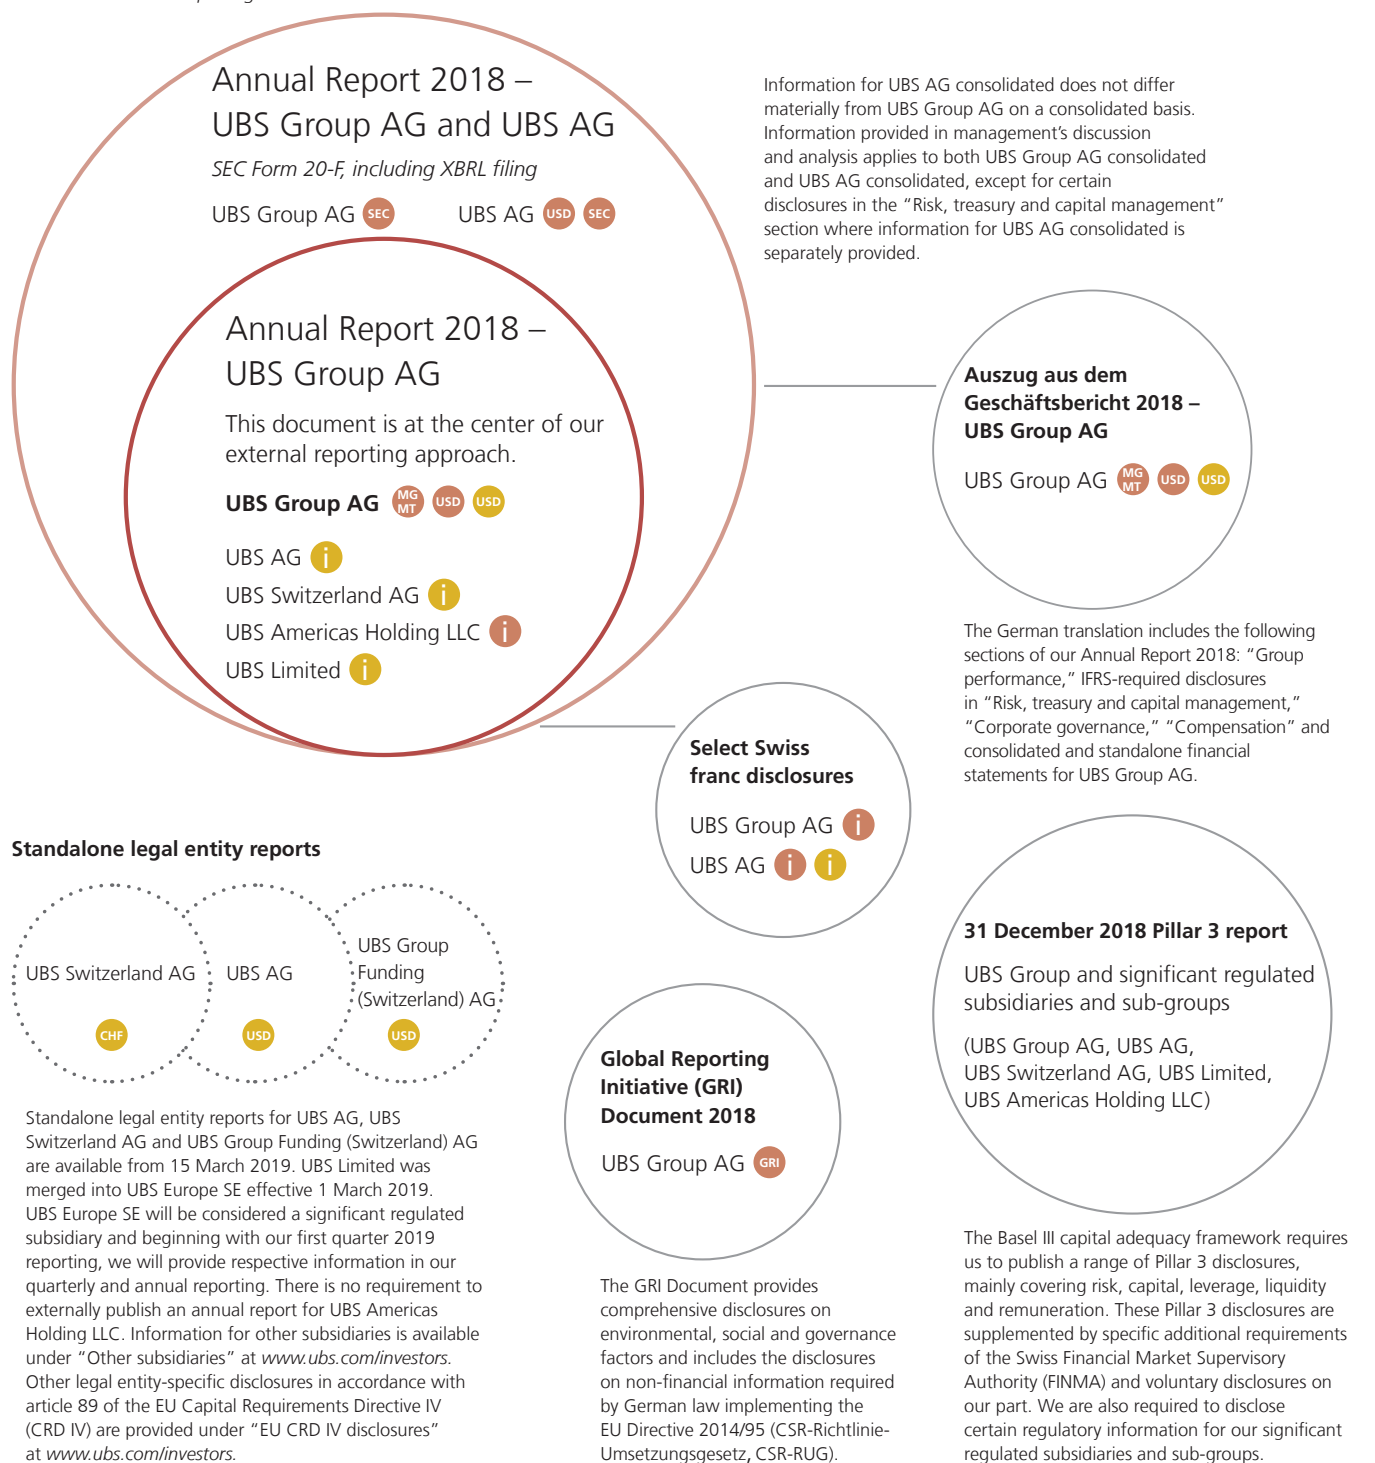 Annual Report 2018 –
UBS Group AG and UBS AG
SEC Form 20-F, including XBRL filing
UBS Group AG SEC UBS AG USD SEC
Information for UBS AG consolidated does not differ
materially from UBS Group AG on a consolidated basis.
Information provided in management's discussion
and analysis applies to both UBS Group AG consolidated
and UBS AG consolidated, except for certain
disclosures in the “Risk, treasury and capital management”
section where information for UBS AG consolidated is
separately provided.
Annual Report 2018 –
UBS Group AG
This document is at the center of our
external reporting approach.
UBS Group AG MG MT USD USD
UBS AG i
UBS Switzerland AG i
UBS Americas Holding LLC i
UBS Limited i
Auszug aus dem
Geschäftsbericht 2018 –
UBS Group AG
UBS Group AG MG MT USD USD
The German translation includes the following
sections of our Annual Report 2018: “Group
performance,” IFRS-required disclosures
in “Risk, treasury and capital management,”
“Corporate governance,” “Compensation” and
consolidated and standalone financial
statements for UBS Group AG.
Select Swiss
franc disclosures
UBS Group AG i
UBS AG i i
Standalone legal entity reports
UBS Switzerland AG
CHF
UBS AG
USD
UBS Group
Funding
(Switzerland) AG
USD
Standalone legal entity reports for UBS AG, UBS
Switzerland AG and UBS Group Funding (Switzerland) AG
are available from 15 March 2019. UBS Limited was
merged into UBS Europe SE effective 1 March 2019.
UBS Europe SE will be considered a significant regulated
subsidiary and beginning with our first quarter 2019
reporting, we will provide respective information in our
quarterly and annual reporting. There is no requirement to
externally publish an annual report for UBS Americas
Holding LLC. Information for other subsidiaries is available
under “Other subsidiaries” at www.ubs.com/investors.
Other legal entity-specific disclosures in accordance with
article 89 of the EU Capital Requirements Directive IV
(CRD IV) are provided under “EU CRD IV disclosures”
at www.ubs.com/investors.
Global Reporting
Initiative (GRI)
Document 2018
UBS Group AG GRI
The GRI Document provides
comprehensive disclosures on
environmental, social and governance
factors and includes the disclosures
on non-financial information required
by German law implementing the
EU Directive 2014/95 (CSR-Richtlinie-
Umsetzungsgesetz, CSR-RUG).
31 December 2018 Pillar 3 report
UBS Group and significant regulated
subsidiaries and sub-groups
(UBS Group AG, UBS AG,
UBS Switzerland AG, UBS Limited,
UBS Americas Holding LLC)
The Basel III capital adequacy framework requires
us to publish a range of Pillar 3 disclosures,
mainly covering risk, capital, leverage, liquidity
and remuneration. These Pillar 3 disclosures are
supplemented by specific additional requirements
of the Swiss Financial Market Supervisory
Authority (FINMA) and voluntary disclosures on
our part. We are also required to disclose
certain regulatory information for our significant
regulated subsidiaries and sub-groups.